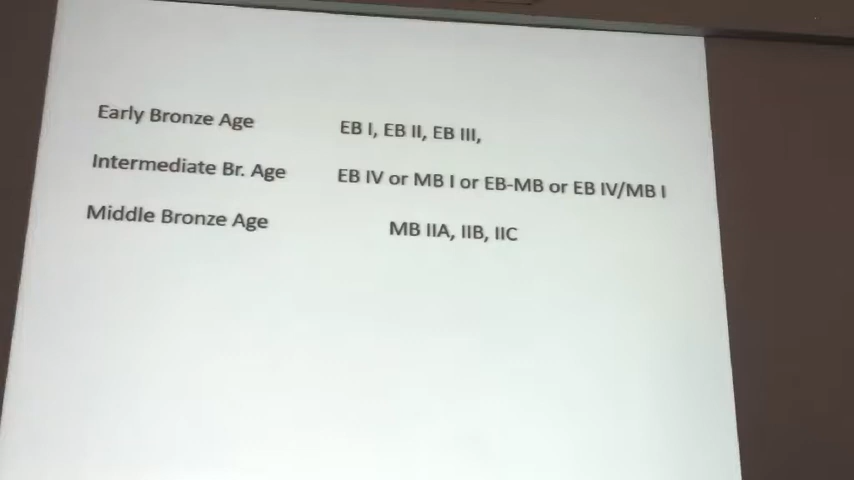 Early Bronze Age EB I, EB II, EB III,
Intermediate Br. Age EB IV or MB I or EB-MB or EB IV/MB I
Middle Bronze Age MB IIA, IIB, IIC